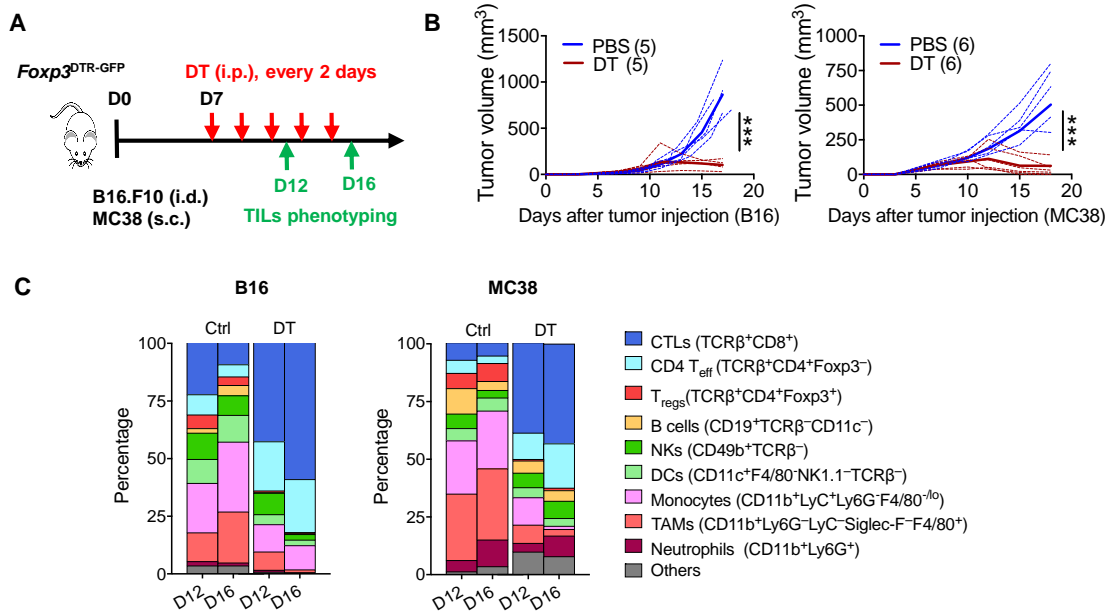 A
Foxp3DTR-GFP
DT (i.p.), every 2 days
D0
D7
D12
D16
B16.F10 (i.d.)
MC38 (s.c.)
TILs phenotyping
B
Tumor volume (mm³)
1500
1000
500
0
PBS (5)
DT (5)
***
0 5 10 15 20
Days after tumor injection (B16)
Tumor volume (mm³)
1000
750
500
250
0
PBS (6)
DT (6)
***
0 5 10 15 20
Days after tumor injection (MC38)
C
B16
Ctrl DT
Percentage
100
75
50
25
0
D12 D16 D12 D16
MC38
Ctrl DT
Percentage
100
75
50
25
0
D12 D16 D12 D16
CTLs (TCRβ⁺CD8⁺)
CD4 Teff (TCRβ⁺CD4⁺Foxp3⁻)
Tregs(TCRβ⁺CD4⁺Foxp3⁺)
B cells (CD19⁺TCRβ⁻CD11c⁻)
NKs (CD49b⁺TCRβ⁻)
DCs (CD11c⁺F4/80⁻NK1.1⁻TCRβ⁻)
Monocytes (CD11b⁺LyC⁺Ly6G⁻F4/80⁻/lo)
TAMs (CD11b⁺Ly6G⁻LyC⁻Siglec-F⁻F4/80⁺)
Neutrophils (CD11b⁺Ly6G⁺)
Others